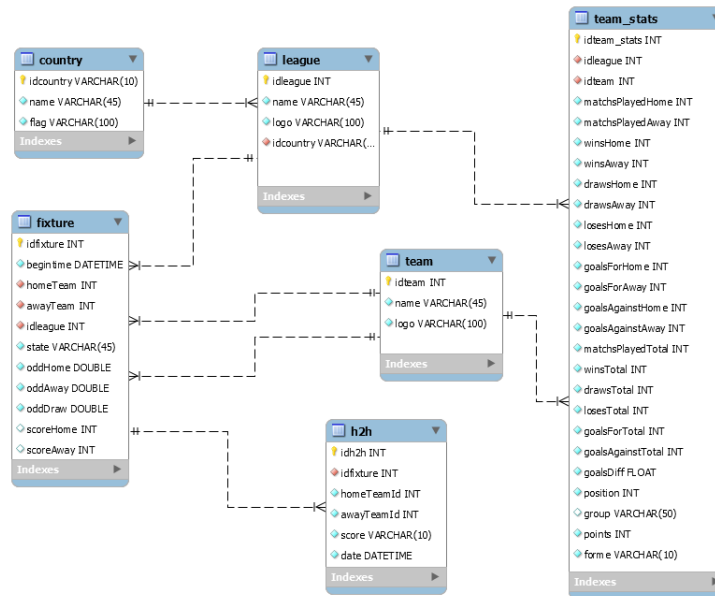 country
idcountry VARCHAR(10)
name VARCHAR(45)
flag VARCHAR(100)
Indexes
league
idleague INT
name VARCHAR(45)
logo VARCHAR(100)
idcountry VARCHAR(...
Indexes
team_stats
idteam_stats INT
idleague INT
idteam INT
matchsPlayedHome INT
matchsPlayedAway INT
winsHome INT
winsAway INT
drawsHome INT
drawsAway INT
losesHome INT
losesAway INT
goalsForHome INT
goalsForAway INT
goalsAgainstHome INT
goalsAgainstAway INT
matchsPlayedTotal INT
winsTotal INT
drawsTotal INT
losesTotal INT
goalsForTotal INT
goalsAgainstTotal INT
goalsDiff FLOAT
position INT
group VARCHAR(50)
points INT
forme VARCHAR(10)
Indexes
fixture
idfixture INT
begintime DATETIME
homeTeam INT
awayTeam INT
idleague INT
state VARCHAR(45)
oddHome DOUBLE
oddAway DOUBLE
oddDraw DOUBLE
scoreHome INT
scoreAway INT
Indexes
team
idteam INT
name VARCHAR(45)
logo VARCHAR(100)
Indexes
h2h
idh2h INT
idfixture INT
homeTeamId INT
awayTeamId INT
score VARCHAR(10)
date DATETIME
Indexes